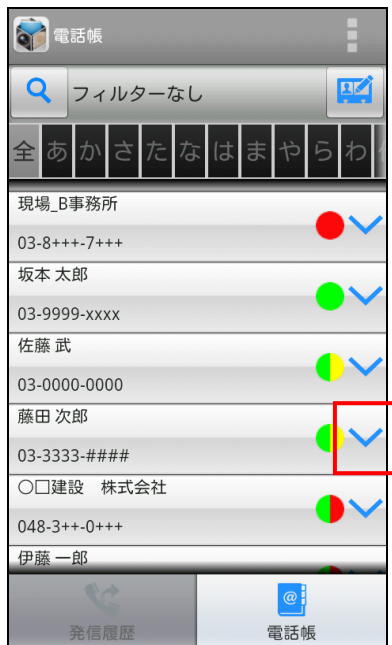 電話帳
フィルターなし
全 あ か さ た な は ま や ら わ
現場_B事務所
03-8+++-7+++
坂本 太郎
03-9999-xxxx
佐藤 武
03-0000-0000
藤田 次郎
03-3333-####
○□建設　株式会社
048-3++-0+++
伊藤 一郎
発信履歴 電話帳